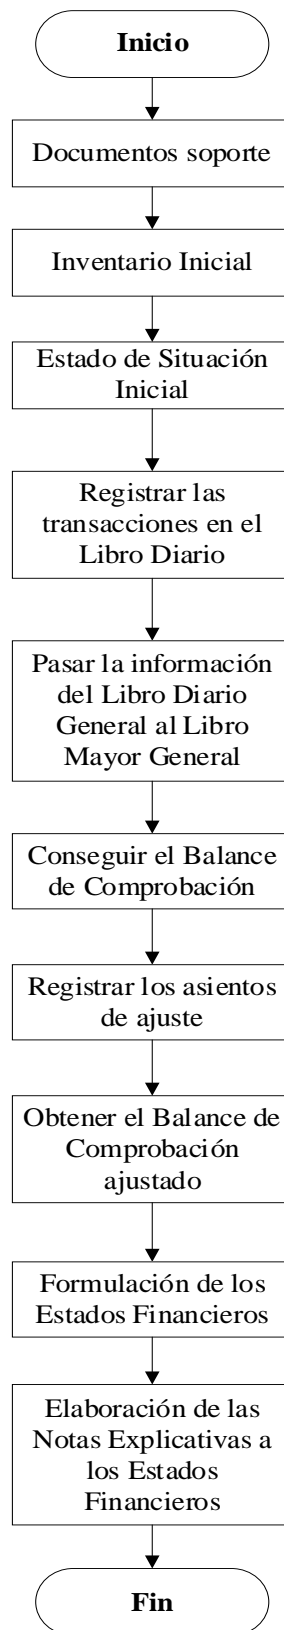 Inicio
Documentos soporte
Inventario Inicial
Estado de Situación
Inicial
Registrar las
transacciones en el
Libro Diario
Pasar la información
del Libro Diario
General al Libro
Mayor General
Conseguir el Balance
de Comprobación
Registrar los asientos
de ajuste
Obtener el Balance de
Comprobación
ajustado
Formulación de los
Estados Financieros
Elaboración de las
Notas Explicativas a
los Estados
Financieros
Fin